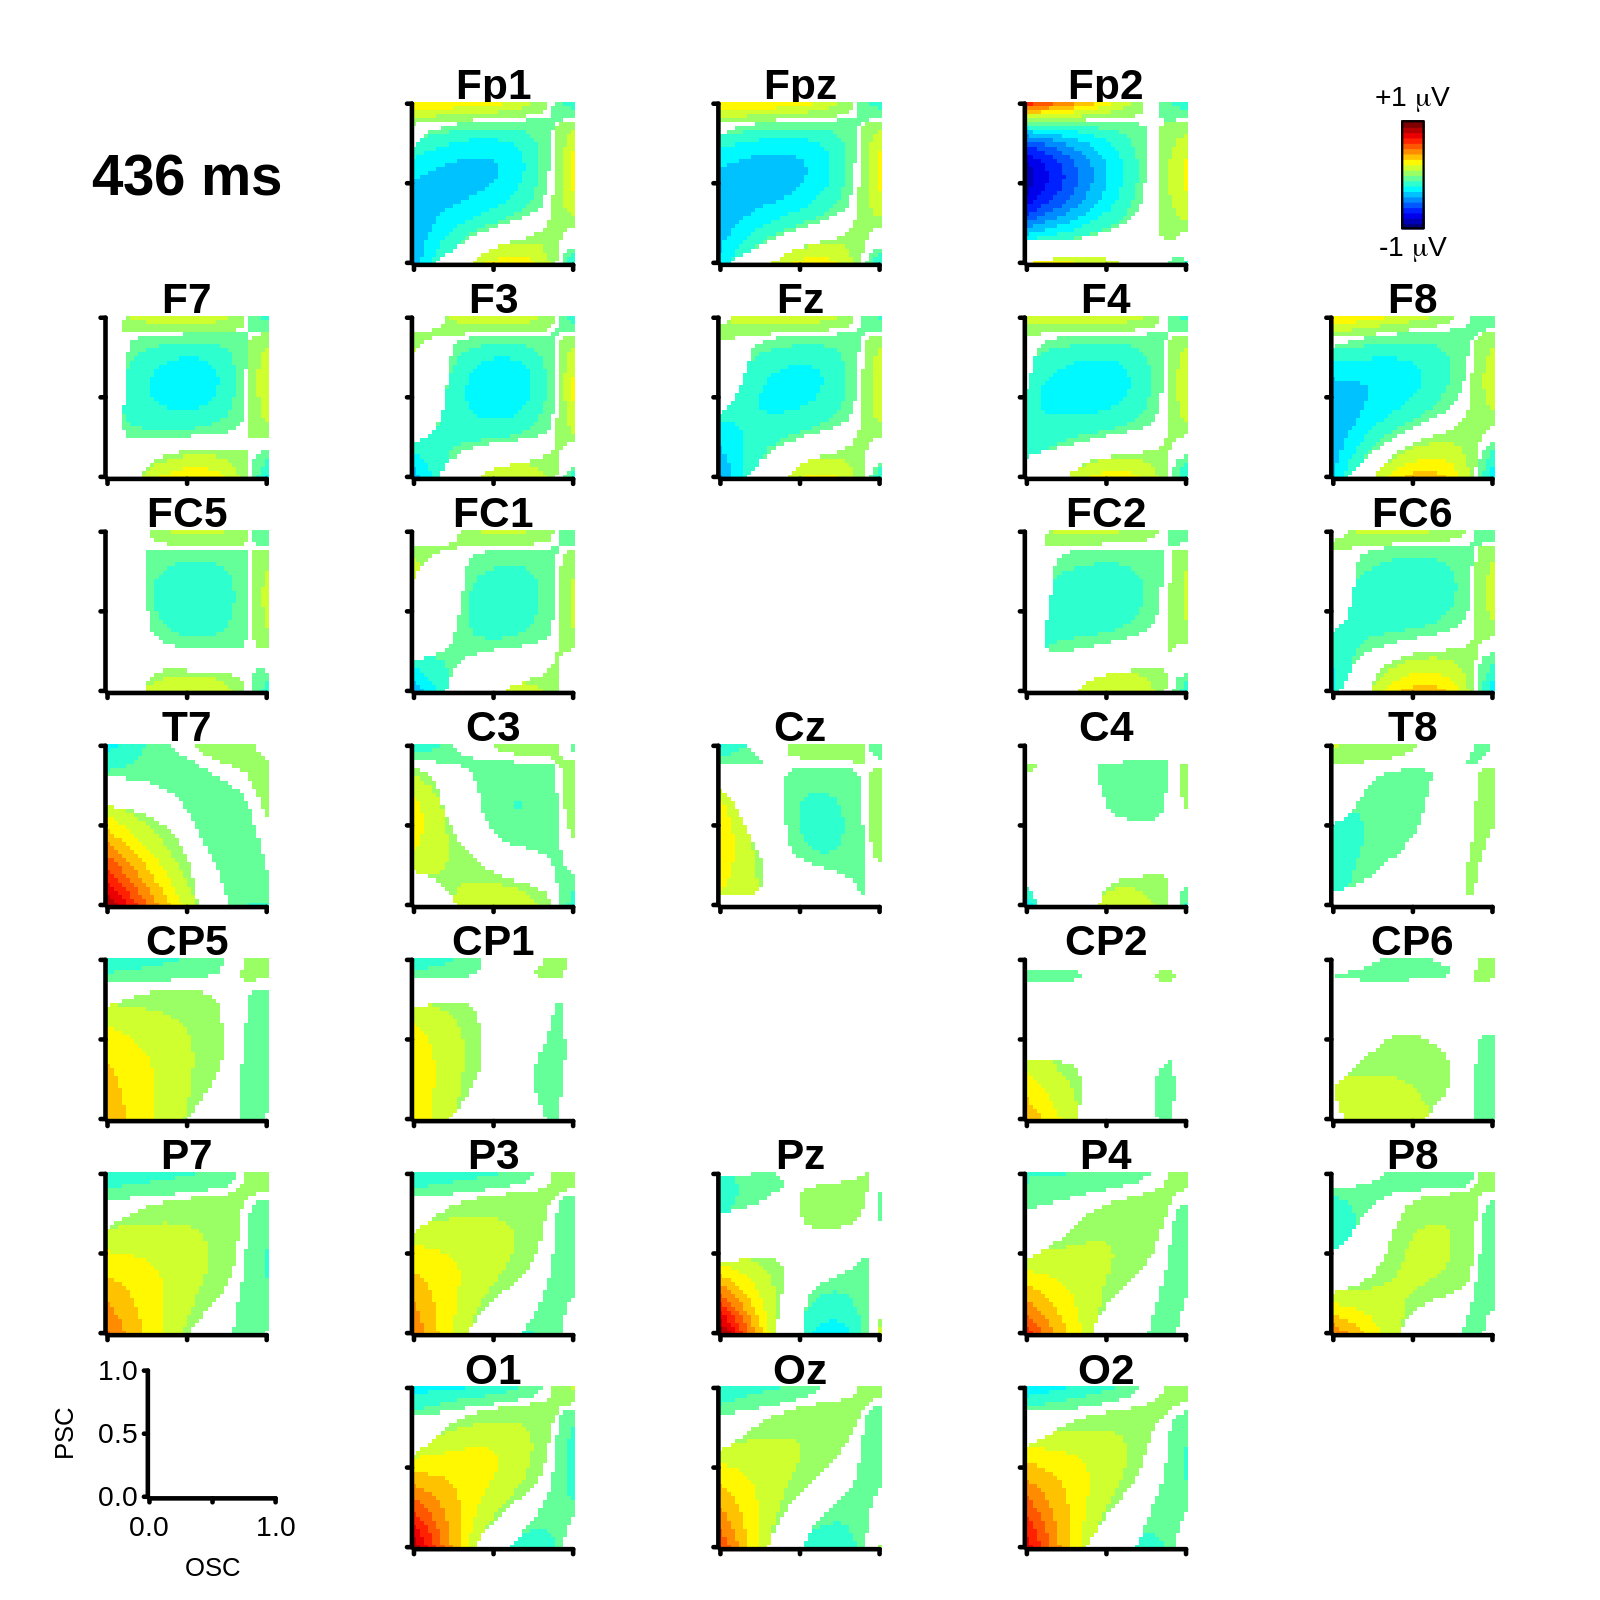 Fp1 Fpz Fp2
+1 μV
436 ms
-1 μV
F7 F3 Fz F4 F8
FC5 FC1 FC2 FC6
T7 C3 Cz C4 T8
CP5 CP1 CP2 CP6
P7 P3 Pz P4 P8
O1 Oz O2
1.0
PSC
0.5
0.0
0.0 1.0
OSC